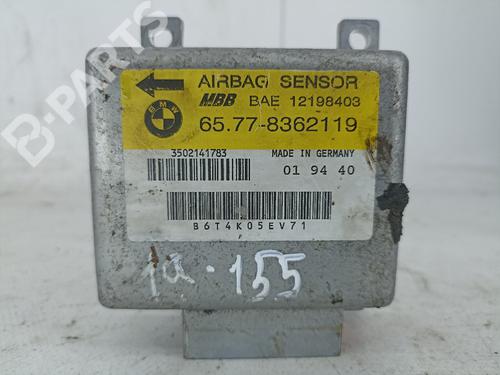 B-PARTS
AIRBAG SENSOR
MBB BAE 12198403
BMW
65.77-8362119
3502141783 MADE IN GERMANY
01 94 40
B6T4K05EV71
1a-155